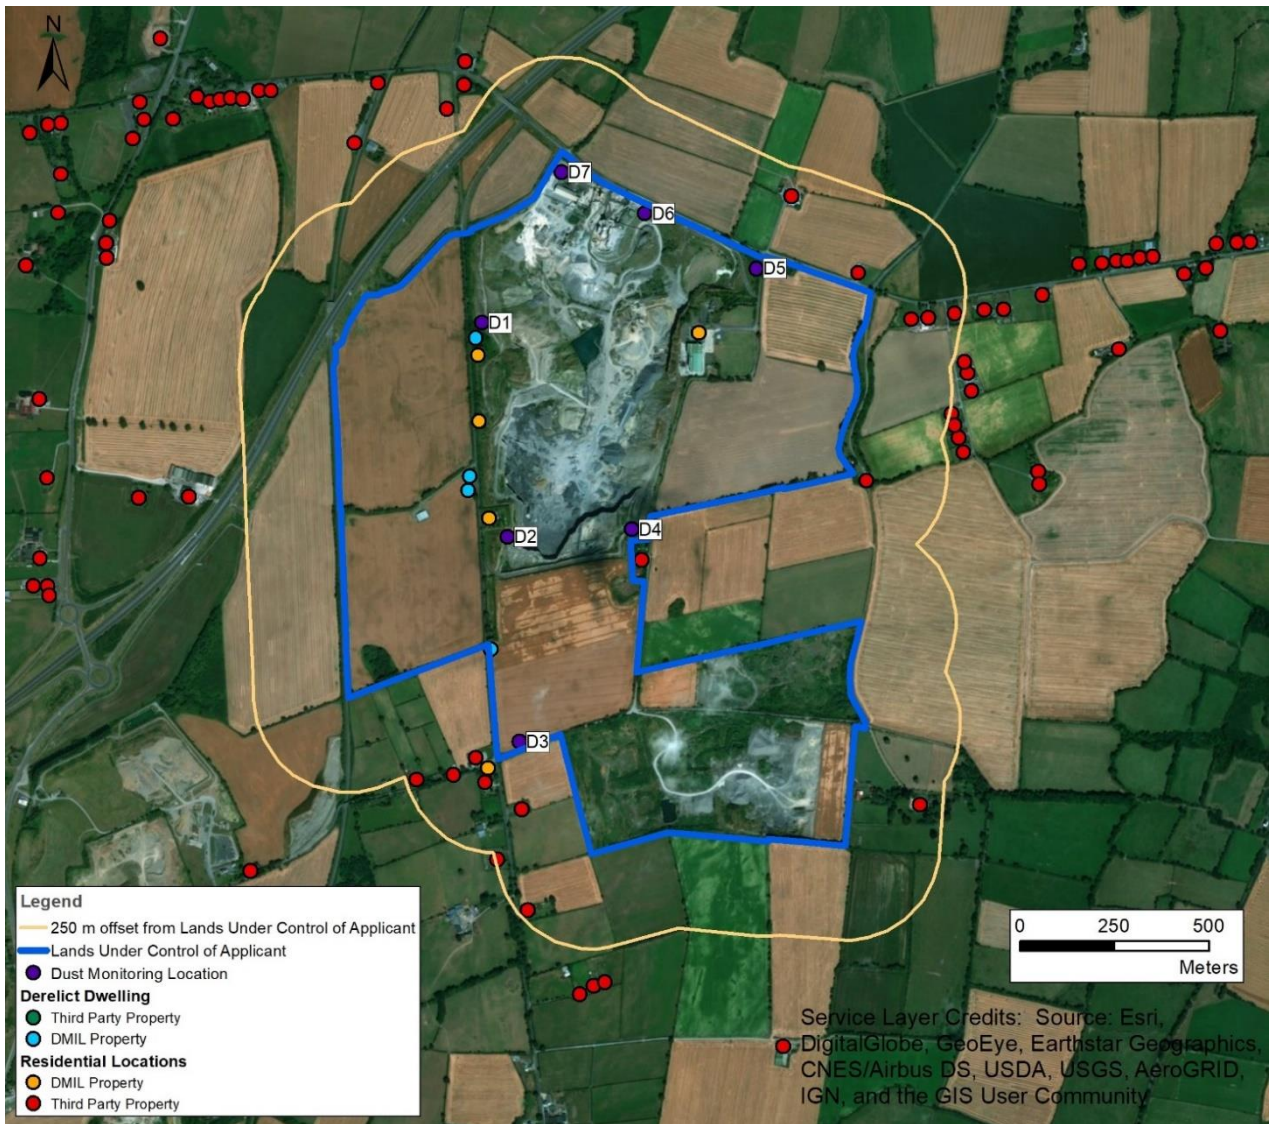 N
D7
D6
D5
D1
D4
D2
D3
Legend
250 m offset from Lands Under Control of Applicant
Lands Under Control of Applicant
Dust Monitoring Location
Derelict Dwelling
Third Party Property
DMIL Property
Residential Locations
DMIL Property
Third Party Property
0 250 500
Meters
Service Layer Credits: Source: Esri,
DigitalGlobe, GeoEye, Earthstar Geographics,
CNES/Airbus DS, USDA, USGS, AeroGRID,
IGN, and the GIS User Community